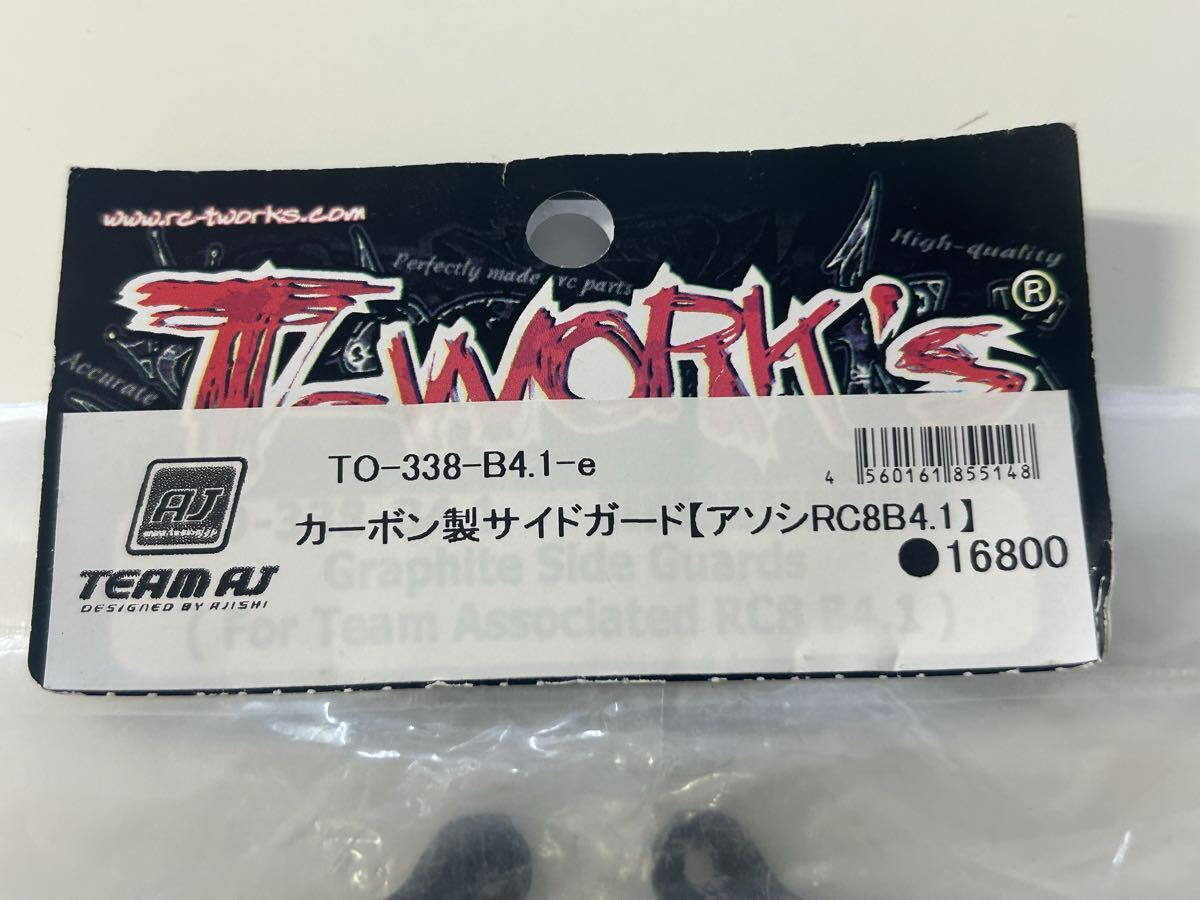 www.rc-tworks.com
Perfectly made rc parts
High-quality
Accurate
T-WORK's®
TO-338-B4.1-e
4 560161 855148
AJ
カーボン製サイドガード【アソシRC8B4.1】
●16800
TEAM AJ
DESIGNED BY AJISHI
Graphite Side Guards
( For Team Associated RC8 B4.1 )